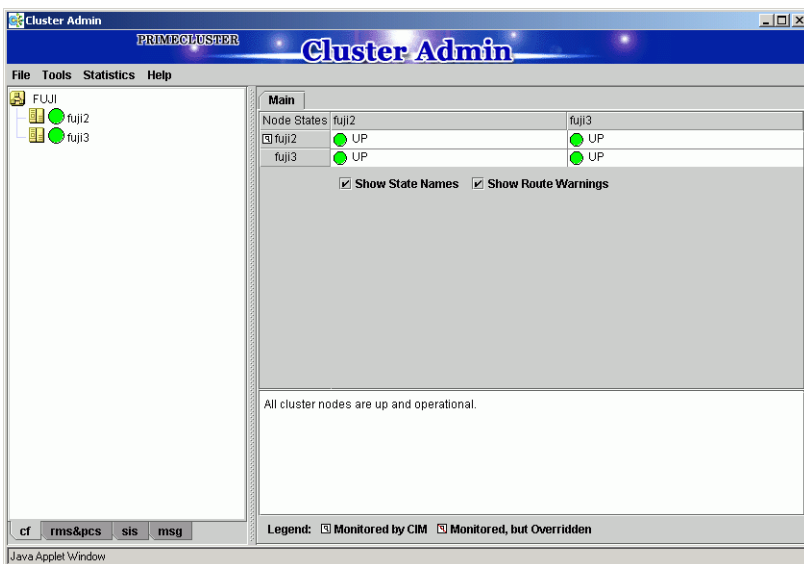 Cluster Admin
PRIMECLUSTER
Cluster Admin
File Tools Statistics Help
FUJI
fuji2
fuji3
Main
Node States fuji2 fuji3
fuji2 UP UP
fuji3 UP UP
Show State Names Show Route Warnings
All cluster nodes are up and operational.
cf rms&pcs sis msg
Legend: Monitored by CIM Monitored, but Overridden
Java Applet Window